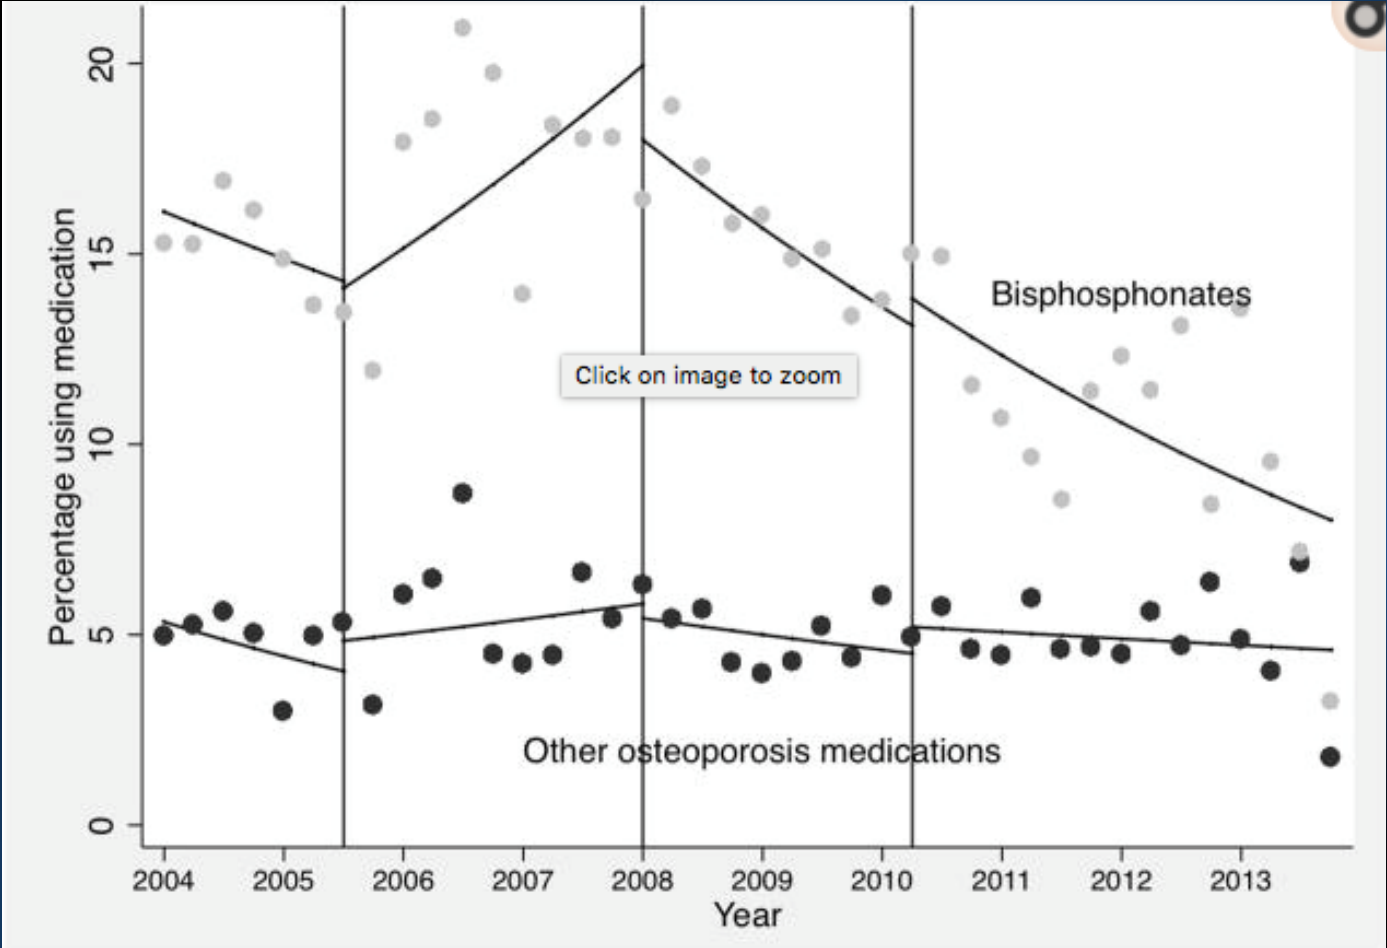 20
15
10
5
0
Percentage using medication
Bisphosphonates
Click on image to zoom
Other osteoporosis medications
2004 2005 2006 2007 2008 2009 2010 2011 2012 2013
Year